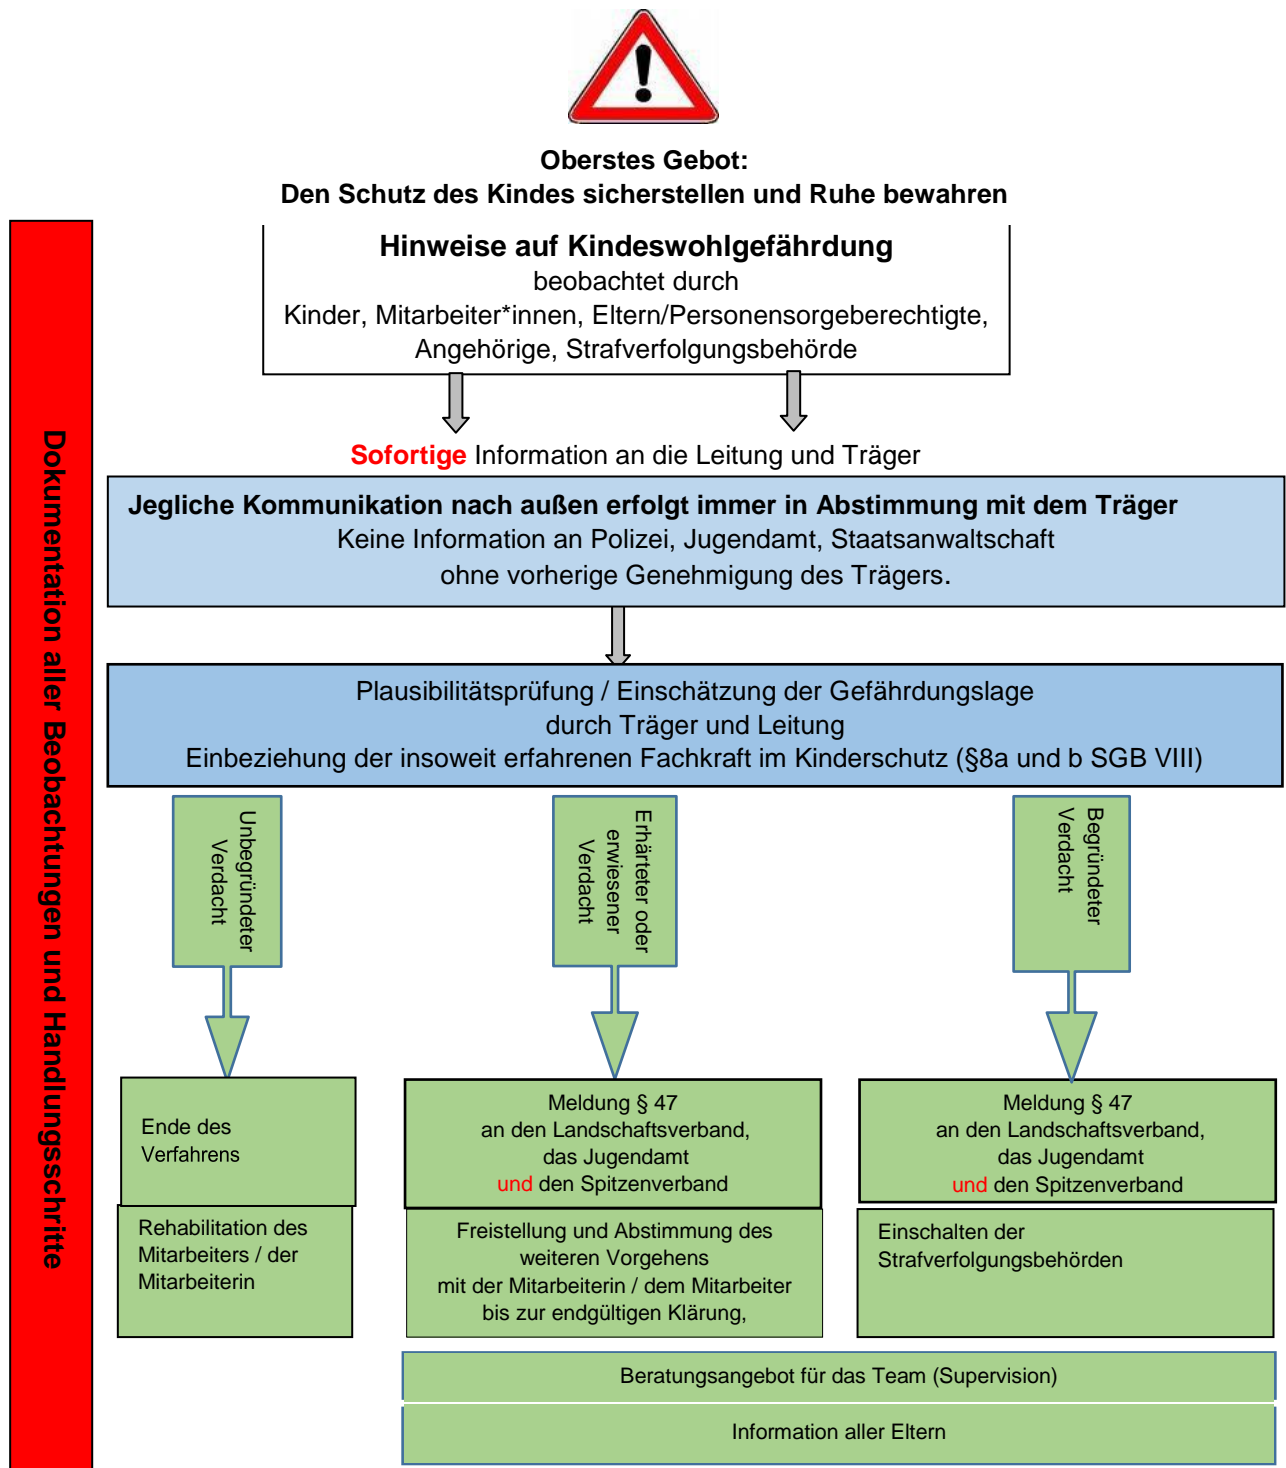 Oberstes Gebot:
Den Schutz des Kindes sicherstellen und Ruhe bewahren
Dokumentation aller Beobachtungen und Handlungsschritte
Hinweise auf Kindeswohlgefährdung
beobachtet durch
Kinder, Mitarbeiter*innen, Eltern/Personensorgeberechtigte,
Angehörige, Strafverfolgungsbehörde
Sofortige Information an die Leitung und Träger
Jegliche Kommunikation nach außen erfolgt immer in Abstimmung mit dem Träger
Keine Information an Polizei, Jugendamt, Staatsanwaltschaft
ohne vorherige Genehmigung des Trägers.
Plausibilitätsprüfung / Einschätzung der Gefährdungslage
durch Träger und Leitung
Einbeziehung der insoweit erfahrenen Fachkraft im Kinderschutz (§8a und b SGB VIII)
Unbegründeter
Verdacht
Erhärteter oder
erwiesener
Verdacht
Begründeter
Verdacht
Ende des
Verfahrens
Rehabilitation des
Mitarbeiters / der
Mitarbeiterin
Meldung § 47
an den Landschaftsverband,
das Jugendamt
und den Spitzenverband
Freistellung und Abstimmung des
weiteren Vorgehens
mit der Mitarbeiterin / dem Mitarbeiter
bis zur endgültigen Klärung,
Meldung § 47
an den Landschaftsverband,
das Jugendamt
und den Spitzenverband
Einschalten der
Strafverfolgungsbehörden
Beratungsangebot für das Team (Supervision)
Information aller Eltern